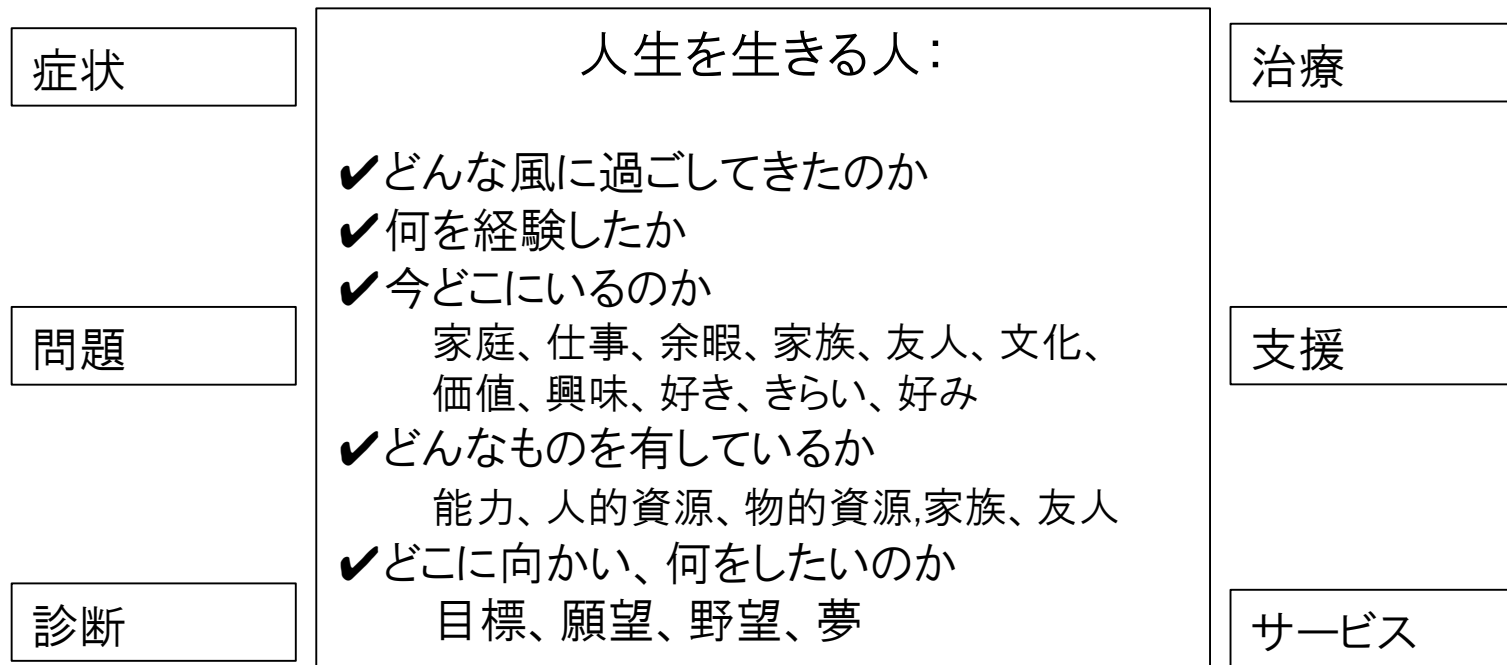 症状
問題
診断
人生を生きる人：
✔どんな風に過ごしてきたのか
✔何を経験したか
✔今どこにいるのか
家庭、仕事、余暇、家族、友人、文化、
価値、興味、好き、きらい、好み
✔どんなものを有しているか
能力、人的資源、物的資源,家族、友人
✔どこに向かい、何をしたいのか
目標、願望、野望、夢
治療
支援
サービス